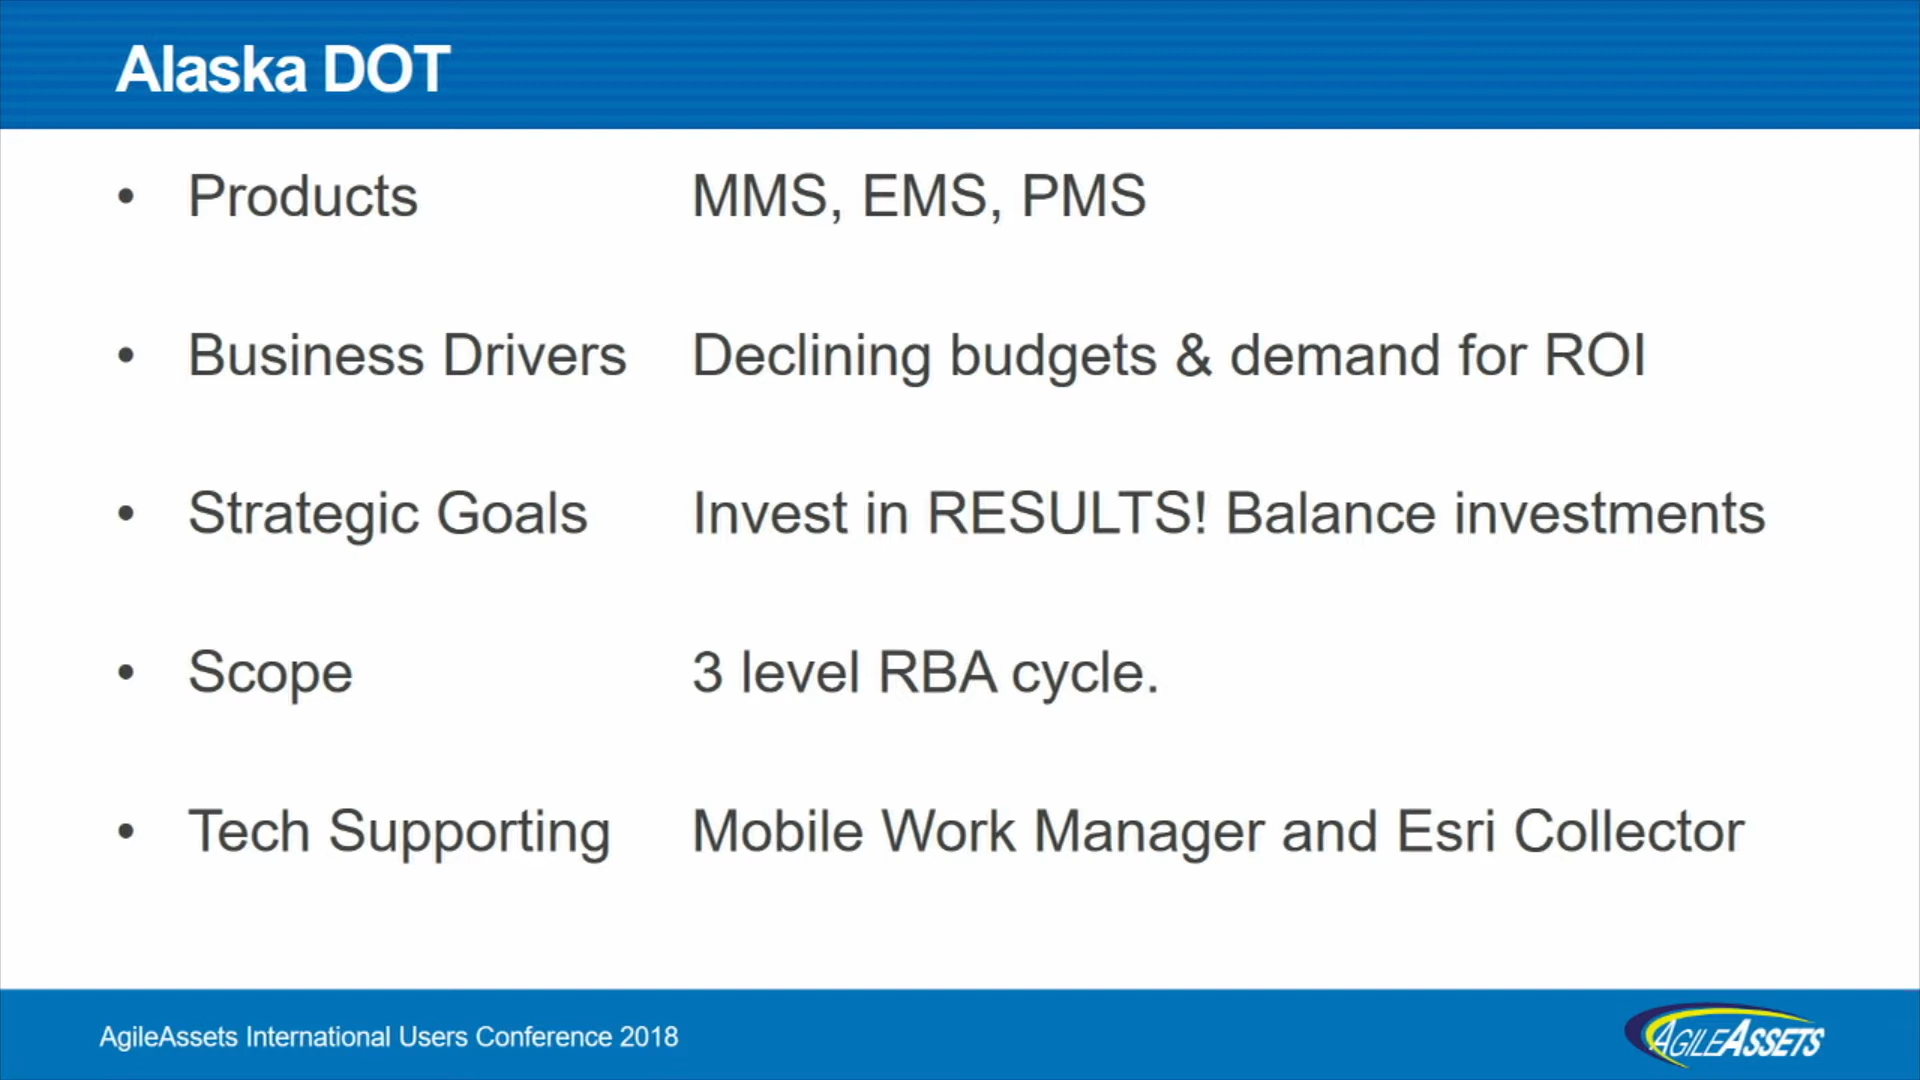 Alaska DOT
• Products MMS, EMS, PMS
• Business Drivers Declining budgets & demand for ROI
• Strategic Goals Invest in RESULTS! Balance investments
• Scope 3 level RBA cycle.
• Tech Supporting Mobile Work Manager and Esri Collector
AgileAssets International Users Conference 2018
AGILEASSETS